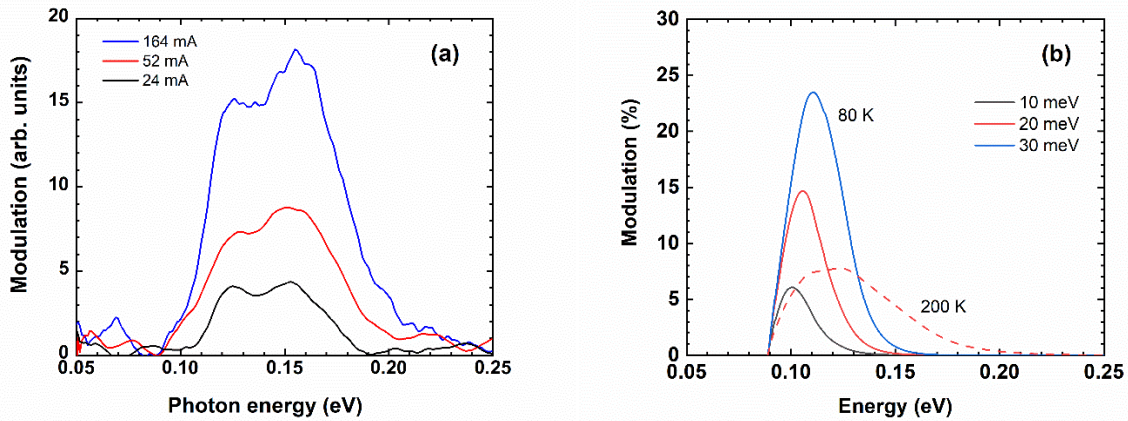 20
15
10
5
0
0.05
0.10
0.15
0.20
0.25
Modulation (arb. units)
Photon energy (eV)
164 mA
52 mA
24 mA
(a)
30
25
20
15
10
5
0
0.05
0.10
0.15
0.20
0.25
Modulation (%)
Energy (eV)
(b)
10 meV
20 meV
30 meV
80 K
200 K